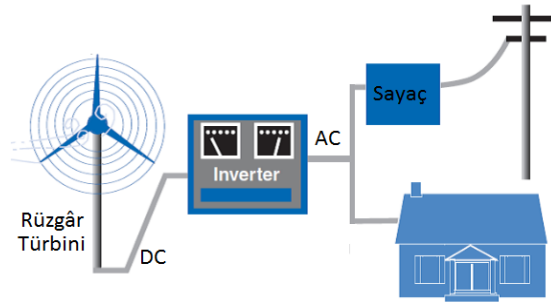 Rüzgâr
Türbini
DC
Inverter
AC
Sayaç